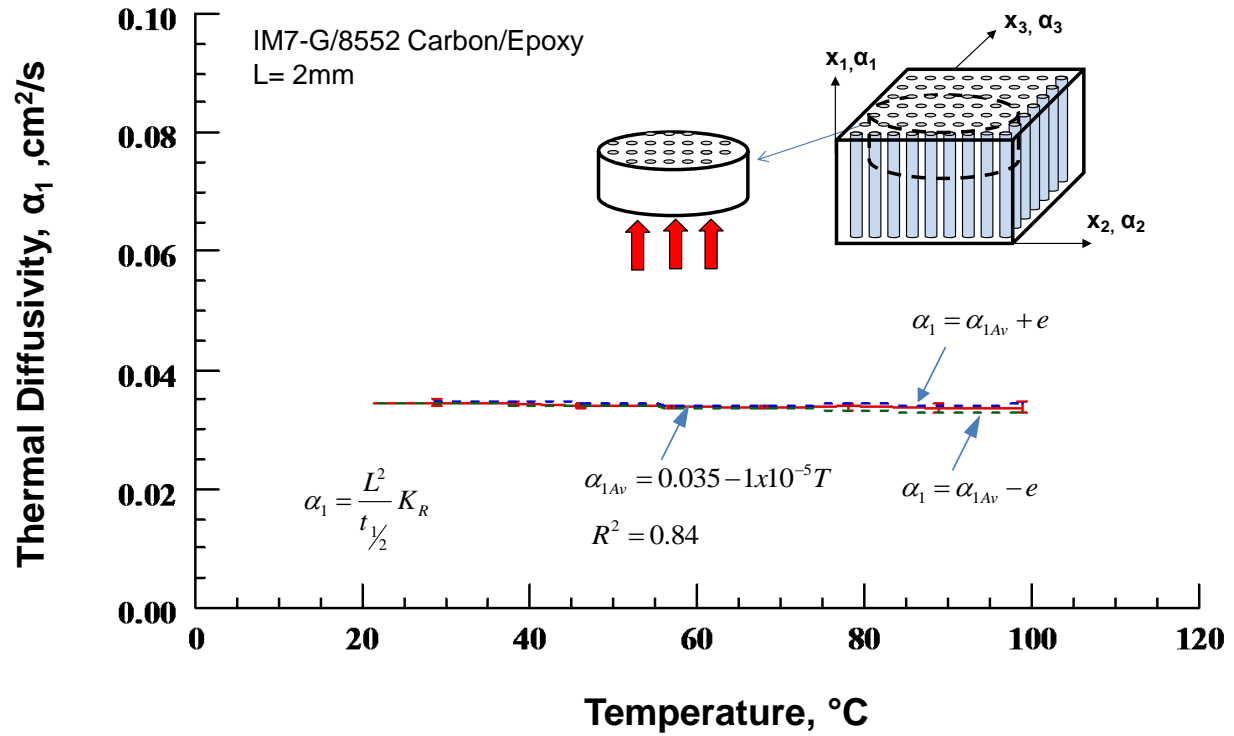 IM7-G/8552 Carbon/Epoxy
L= 2mm
x₃, α₃
x₁,α₁
x₂, α₂
Thermal Diffusivity, α₁ ,cm²/s
0.10
0.08
0.06
0.04
0.02
0.00
α₁ = α₁Av + e
α₁Av = 0.035 − 1x10⁻⁵T
R² = 0.84
α₁ = α₁Av − e
α₁ = L²/t½ K_R
0 20 40 60 80 100 120
Temperature, °C